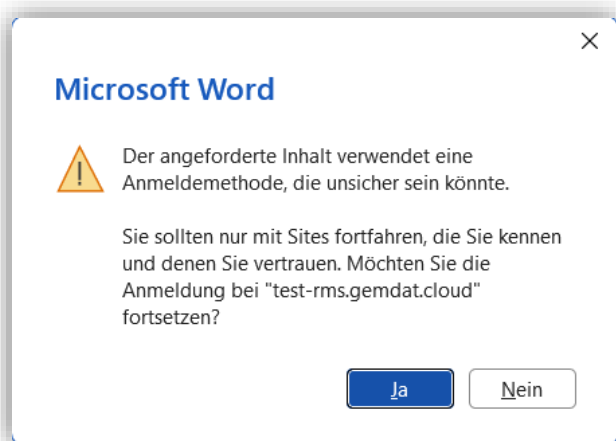 Microsoft Word
Der angeforderte Inhalt verwendet eine
Anmeldemethode, die unsicher sein könnte.
Sie sollten nur mit Sites fortfahren, die Sie kennen
und denen Sie vertrauen. Möchten Sie die
Anmeldung bei "test-rms.gemdat.cloud"
fortsetzen?
Ja
Nein